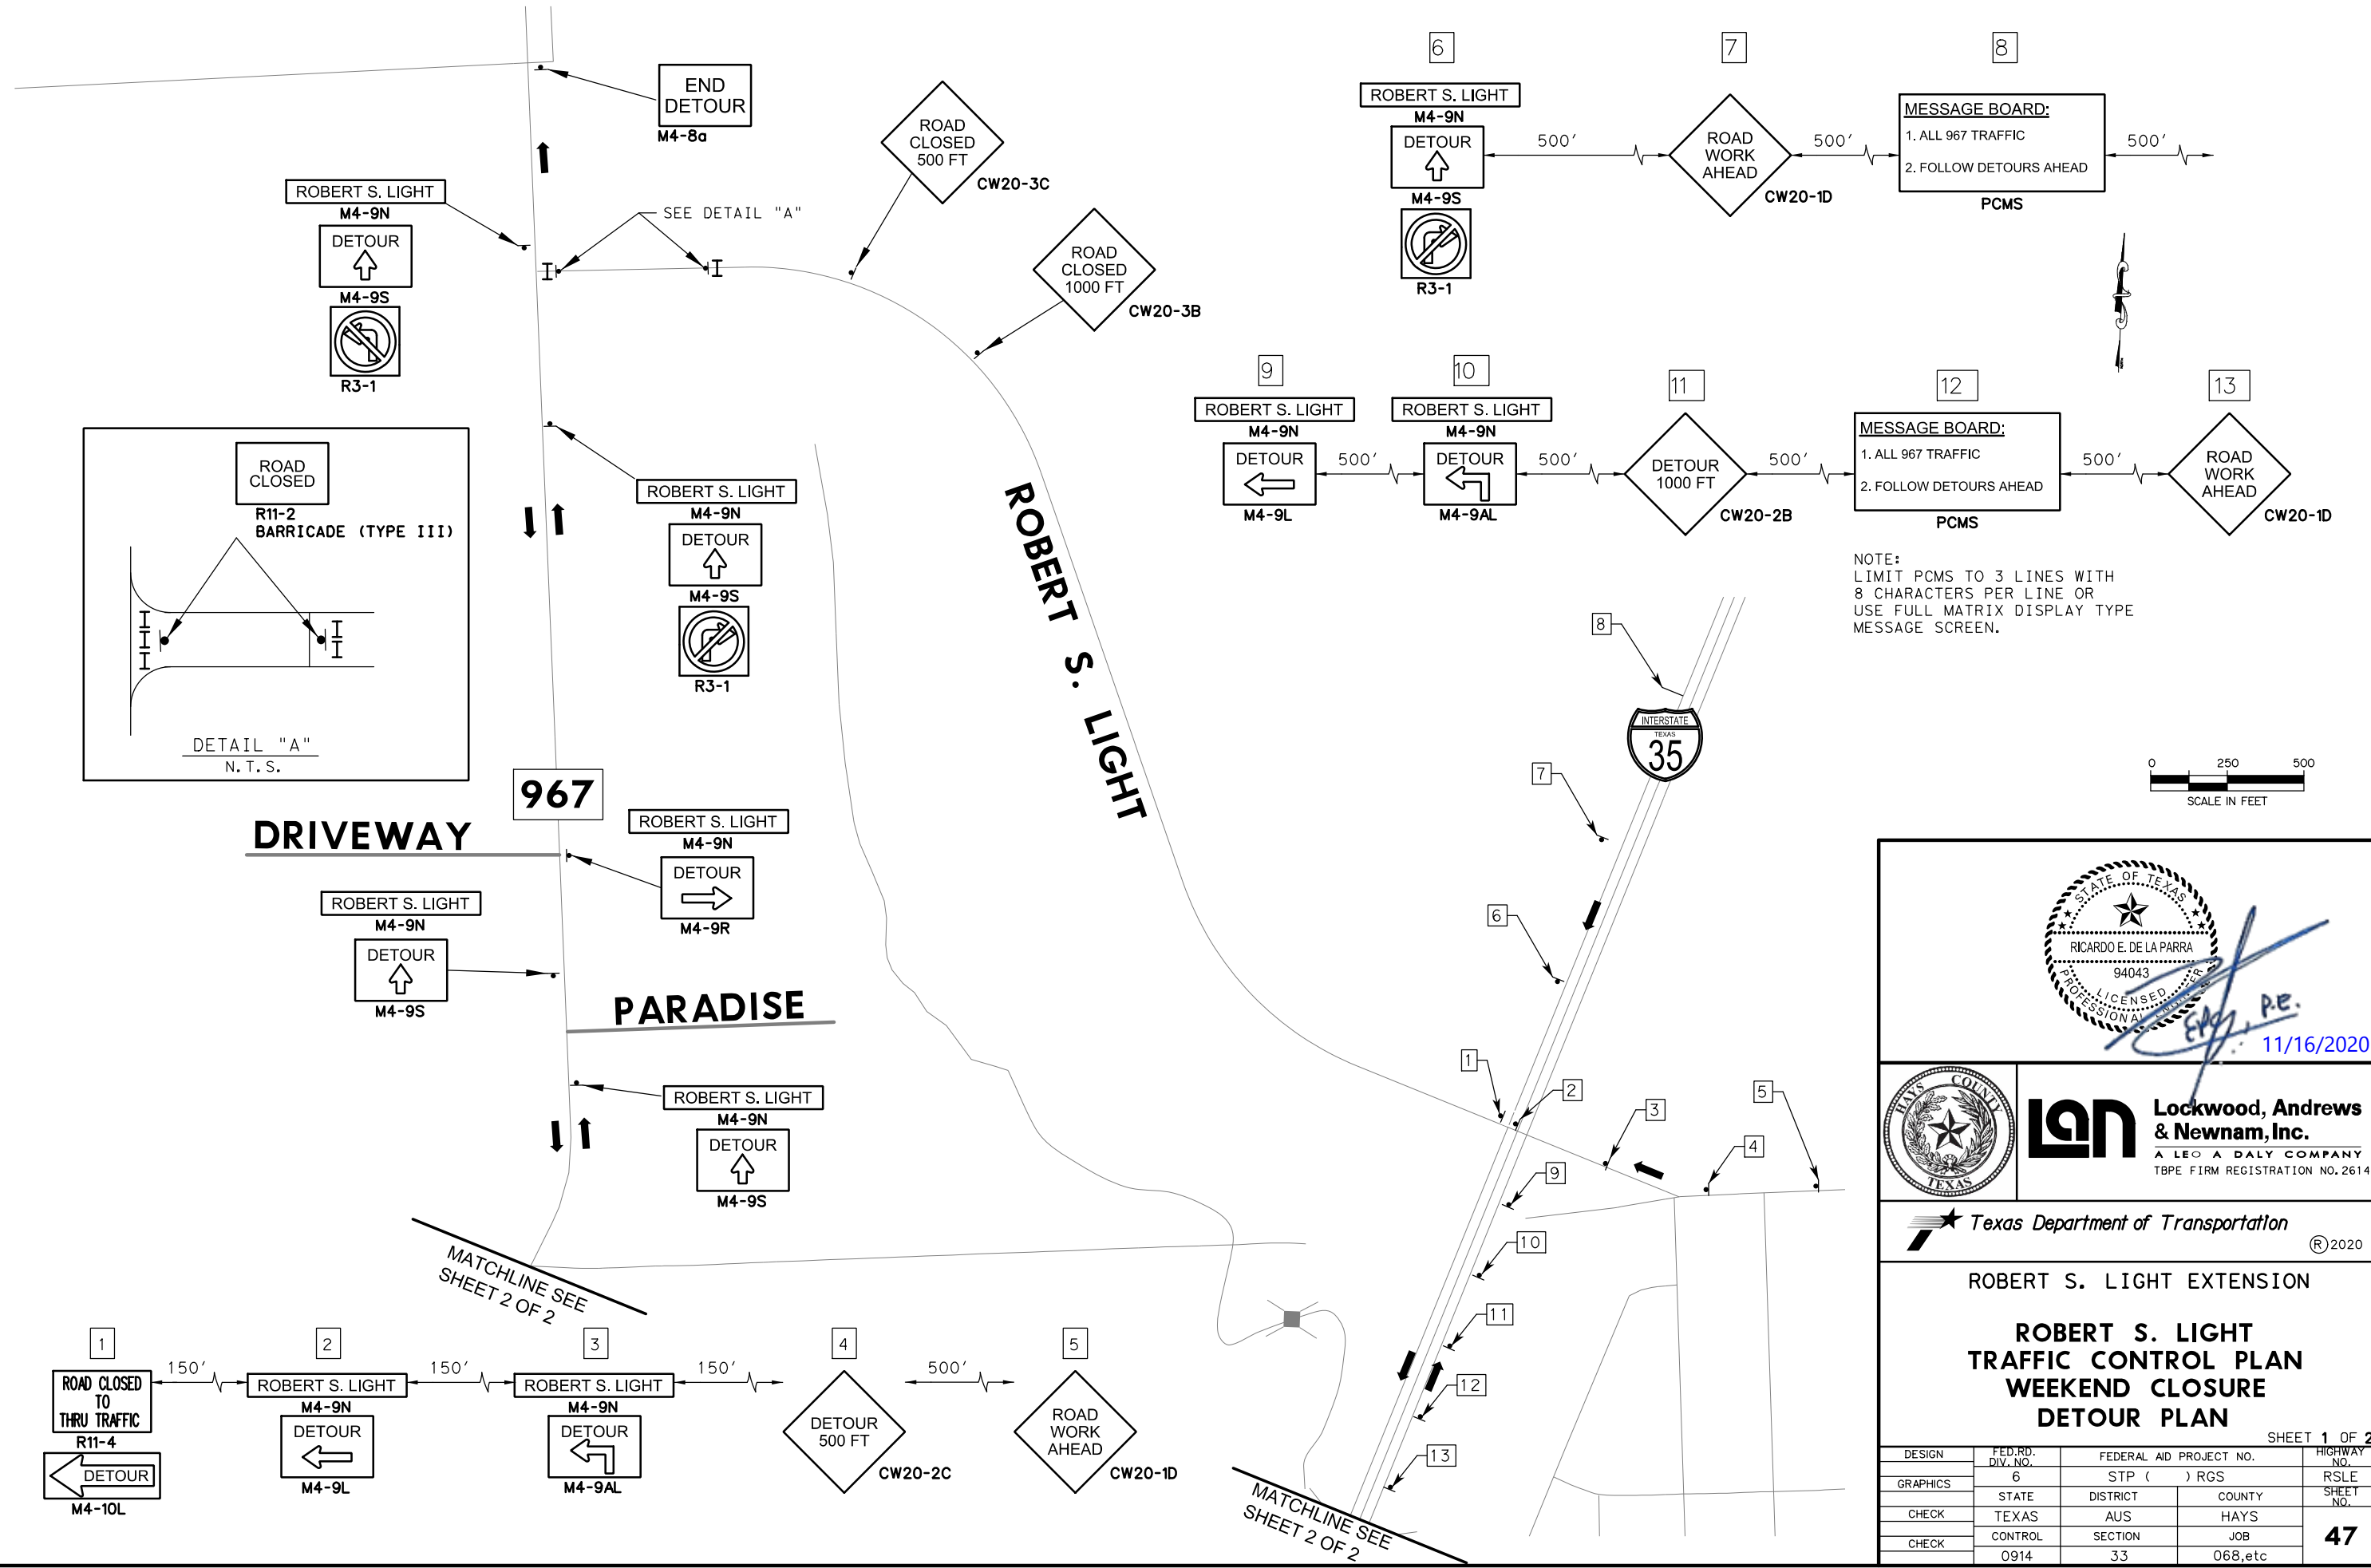 END
DETOUR
M4-8a
ROBERT S. LIGHT
M4-9N
DETOUR
M4-9S
R3-1
SEE DETAIL "A"
ROAD
CLOSED
500 FT
CW20-3C
ROAD
CLOSED
1000 FT
CW20-3B
6
ROBERT S. LIGHT
M4-9N
DETOUR
M4-9S
R3-1
500'
7
ROAD
WORK
AHEAD
CW20-1D
500'
8
MESSAGE BOARD:
1. ALL 967 TRAFFIC
2. FOLLOW DETOURS AHEAD
PCMS
500'
9
ROBERT S. LIGHT
M4-9N
DETOUR
M4-9L
500'
10
ROBERT S. LIGHT
M4-9N
DETOUR
M4-9AL
500'
11
DETOUR
1000 FT
CW20-2B
500'
12
MESSAGE BOARD:
1. ALL 967 TRAFFIC
2. FOLLOW DETOURS AHEAD
PCMS
500'
13
ROAD
WORK
AHEAD
CW20-1D
NOTE:
LIMIT PCMS TO 3 LINES WITH
8 CHARACTERS PER LINE OR
USE FULL MATRIX DISPLAY TYPE
MESSAGE SCREEN.
ROAD
CLOSED
R11-2
BARRICADE (TYPE III)
DETAIL "A"
N.T.S.
ROBERT S. LIGHT
M4-9N
DETOUR
M4-9S
R3-1
ROBERT S. LIGHT
967
DRIVEWAY
ROBERT S. LIGHT
M4-9N
DETOUR
M4-9R
ROBERT S. LIGHT
M4-9N
DETOUR
M4-9S
PARADISE
ROBERT S. LIGHT
M4-9N
DETOUR
M4-9S
MATCHLINE SEE
SHEET 2 OF 2
8
INTERSTATE
TEXAS
35
7
6
1
2
3
4
5
9
10
11
12
13
MATCHLINE SEE
SHEET 2 OF 2
1
ROAD CLOSED
TO
THRU TRAFFIC
R11-4
DETOUR
M4-10L
150'
2
ROBERT S. LIGHT
M4-9N
DETOUR
M4-9L
150'
3
ROBERT S. LIGHT
M4-9N
DETOUR
M4-9AL
150'
4
DETOUR
500 FT
CW20-2C
500'
5
ROAD
WORK
AHEAD
CW20-1D
0 250 500
SCALE IN FEET
STATE OF TEXAS
RICARDO E. DE LA PARRA
94043
LICENSED
PROFESSIONAL ENGINEER
P.E.
11/16/2020
HAYS COUNTY
TEXAS
Lan
Lockwood, Andrews
& Newnam, Inc.
A LEO A DALY COMPANY
TBPE FIRM REGISTRATION NO. 2614
Texas Department of Transportation
R 2020
ROBERT S. LIGHT EXTENSION
ROBERT S. LIGHT
TRAFFIC CONTROL PLAN
WEEKEND CLOSURE
DETOUR PLAN
SHEET 1 OF 2
DESIGN
GRAPHICS
CHECK
CHECK
FED.RD. DIV. NO. FEDERAL AID PROJECT NO. HIGHWAY NO.
6 STP ( ) RGS RSLE
STATE DISTRICT COUNTY SHEET NO.
TEXAS AUS HAYS 47
CONTROL SECTION JOB
0914 33 068,etc